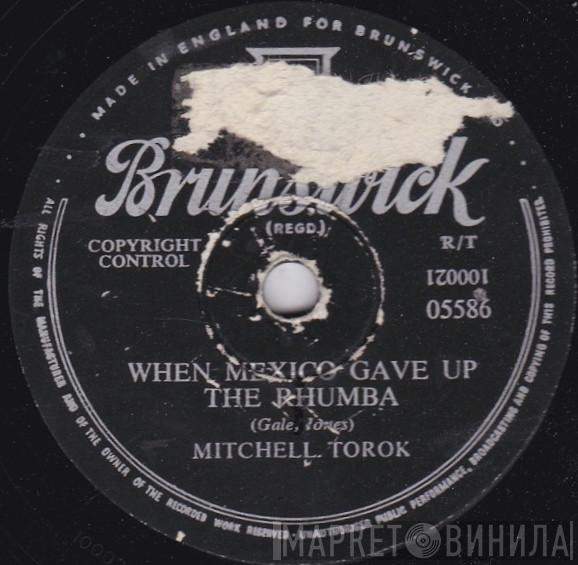 MADE IN ENGLAND FOR BRUNSWICK
Brunswick
(REGD.)
COPYRIGHT
CONTROL
R/T
100021
05586
WHEN MEXICO GAVE UP
THE RHUMBA
(Gale, Jones)
MITCHELL TOROK
ALL RIGHTS OF THE MANUFACTURER AND OF THE OWNER OF THE RECORDED WORK RESERVED · UNAUTHORISED PUBLIC PERFORMANCE, BROADCASTING AND COPYING OF THIS RECORD PROHIBITED
МАРКЕТ ВИНИЛА